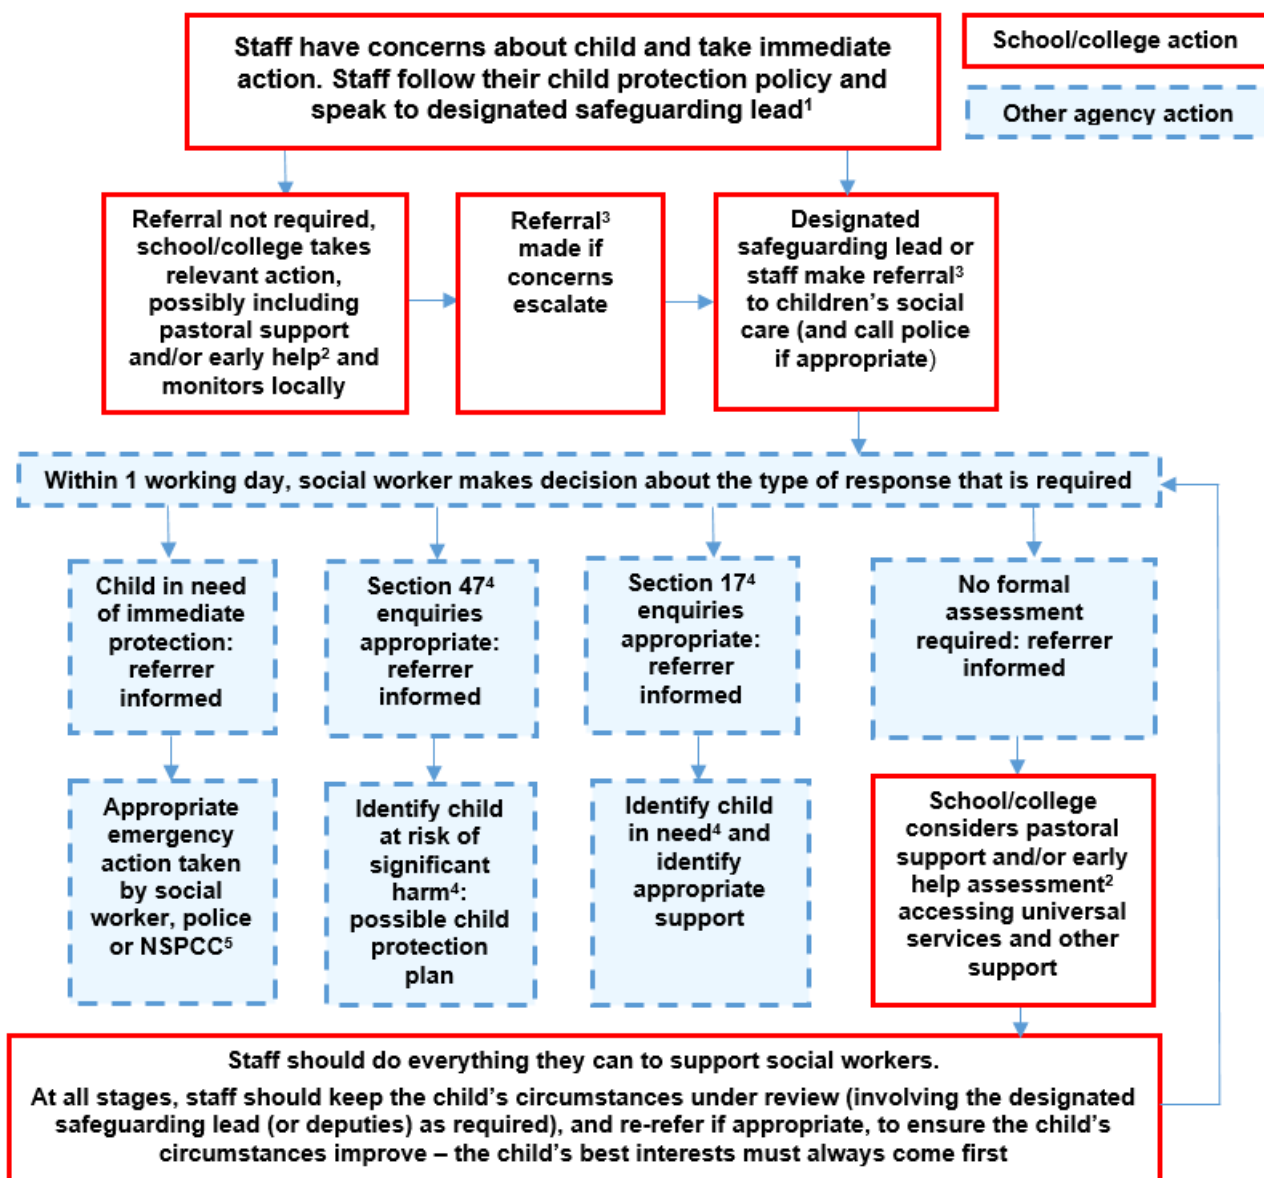 Staff have concerns about child and take immediate
action. Staff follow their child protection policy and
speak to designated safeguarding lead¹
School/college action
Other agency action
Referral not required,
school/college takes
relevant action,
possibly including
pastoral support
and/or early help² and
monitors locally
Referral³
made if
concerns
escalate
Designated
safeguarding lead or
staff make referral³
to children’s social
care (and call police
if appropriate)
Within 1 working day, social worker makes decision about the type of response that is required
Child in need
of immediate
protection:
referrer
informed
Section 47⁴
enquiries
appropriate:
referrer
informed
Section 17⁴
enquiries
appropriate:
referrer
informed
No formal
assessment
required: referrer
informed
Appropriate
emergency
action taken
by social
worker, police
or NSPCC⁵
Identify child
at risk of
significant
harm⁴:
possible child
protection
plan
Identify child
in need⁴ and
identify
appropriate
support
School/college
considers pastoral
support and/or early
help assessment²
accessing universal
services and other
support
Staff should do everything they can to support social workers.
At all stages, staff should keep the child’s circumstances under review (involving the designated
safeguarding lead (or deputies) as required), and re-refer if appropriate, to ensure the child’s
circumstances improve – the child’s best interests must always come first